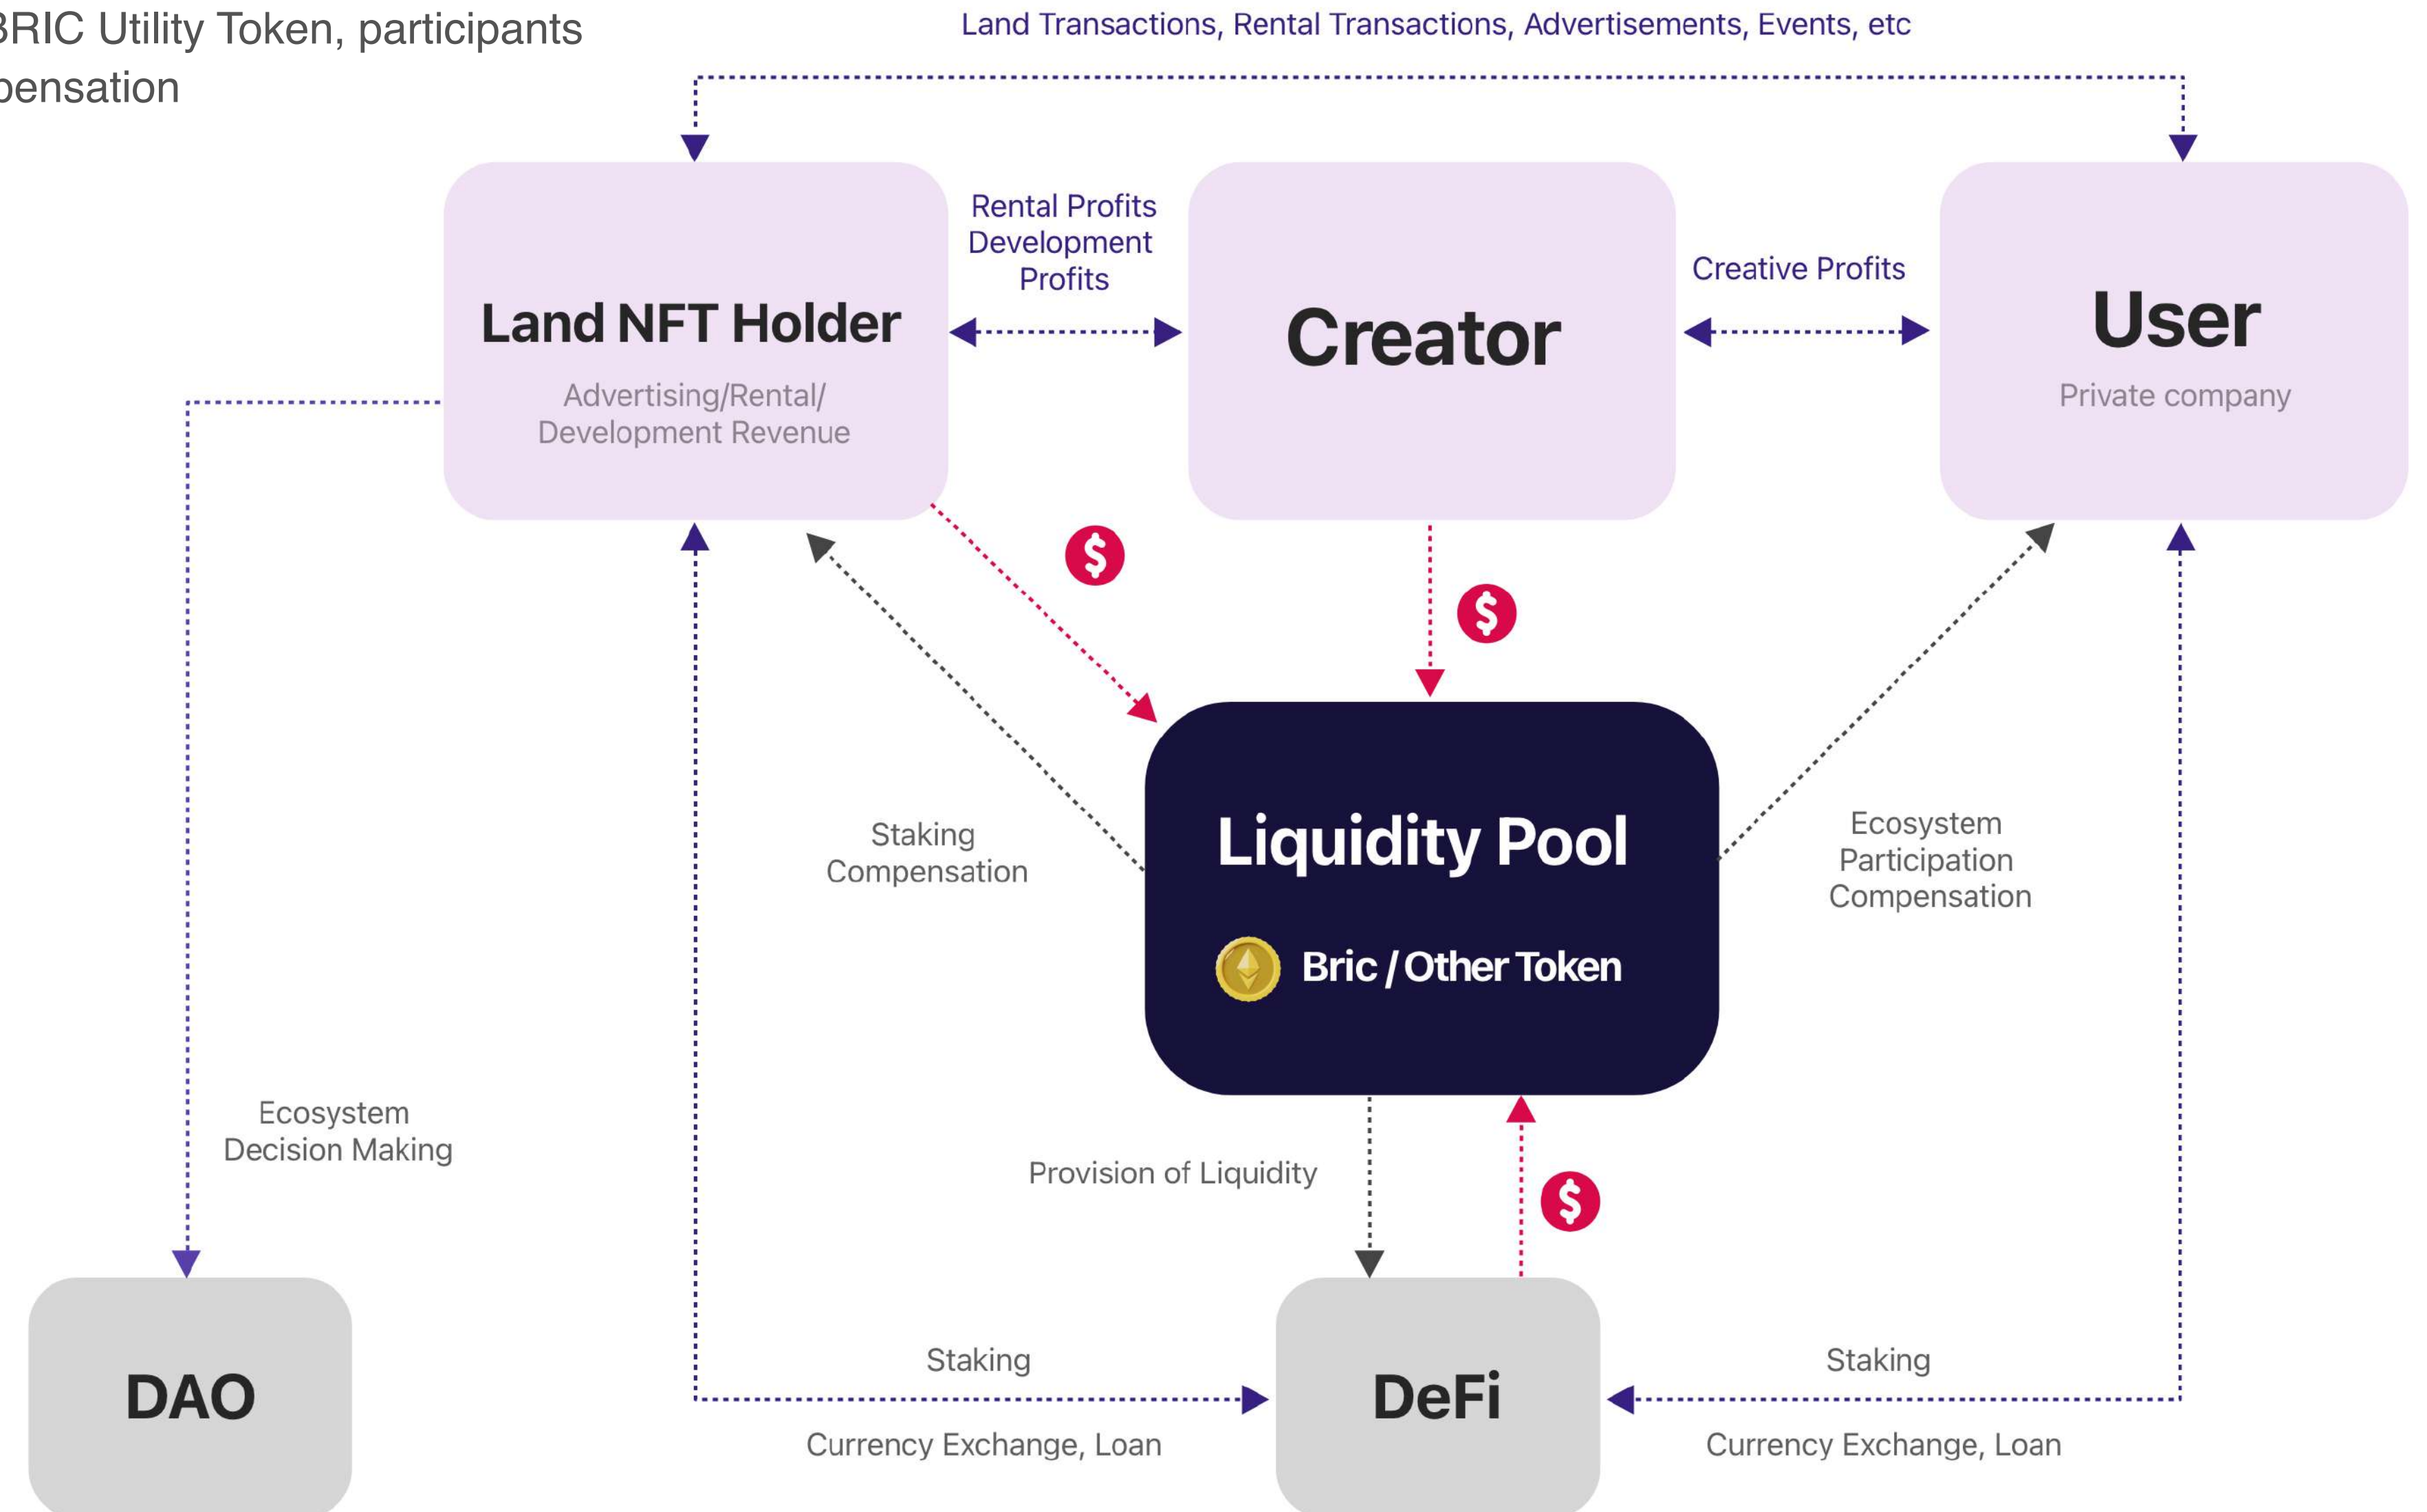 BRIC Utility Token, participants
pensation
Land Transactions, Rental Transactions, Advertisements, Events, etc
Land NFT Holder
Advertising/Rental/
Development Revenue
Rental Profits
Development
Profits
Creator
Creative Profits
User
Private company
$
$
Liquidity Pool
Bric / Other Token
Staking
Compensation
Ecosystem
Participation
Compensation
Ecosystem
Decision Making
Provision of Liquidity
$
DAO
Staking
Currency Exchange, Loan
DeFi
Staking
Currency Exchange, Loan